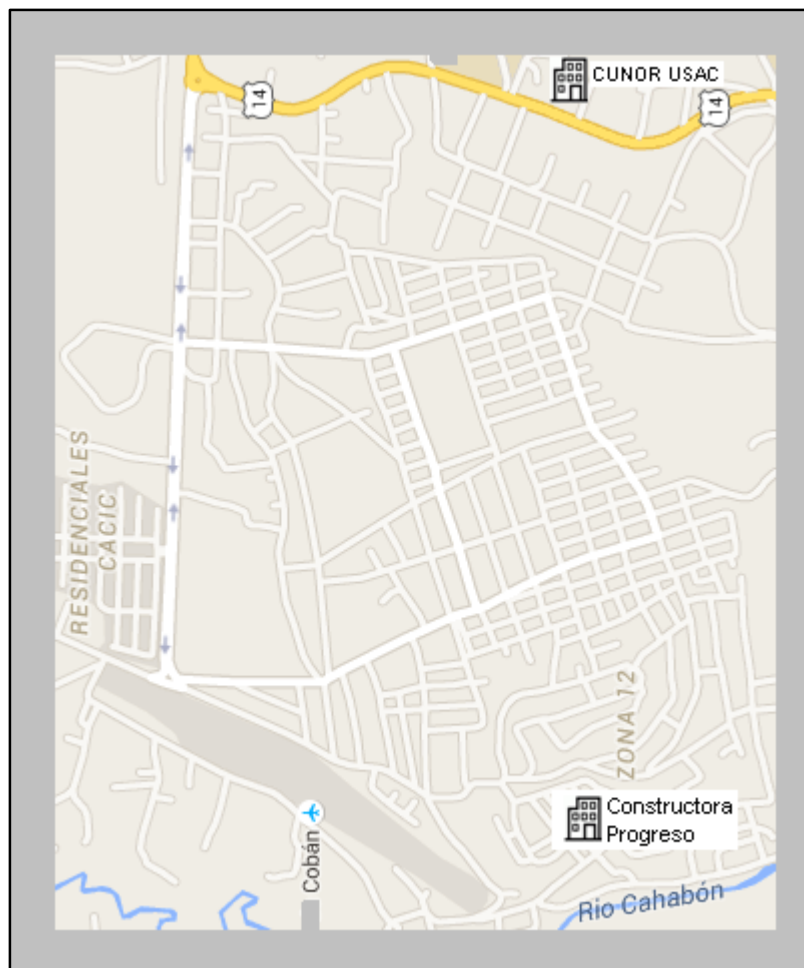 CUNOR USAC
14
14
RESIDENCIALES
CACIC
ZONA 12
Constructora
Progreso
Cobán
Rio Cahabón